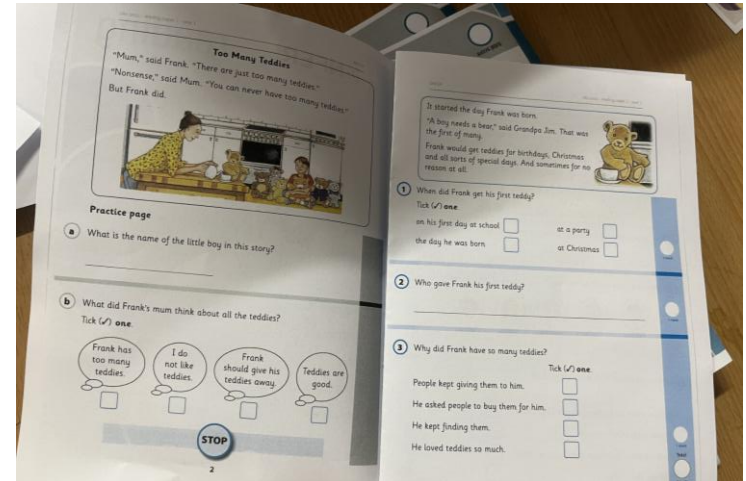 Too Many Teddies
"Mum," said Frank. "There are just too many teddies."
"Nonsense," said Mum. "You can never have too many teddies."
But Frank did.
Practice page
a What is the name of the little boy in this story?
b What did Frank's mum think about all the teddies?
Tick (✓) one.
Frank has
too many
teddies.
I do
not like
teddies.
Frank
should give his
teddies away.
Teddies are
good.
STOP
2
It started the day Frank was born.
"A boy needs a bear," said Grandpa Jim. That was
the first of many.
Frank would get teddies for birthdays, Christmas
and all sorts of special days. And sometimes for no
reason at all.
1 When did Frank get his first teddy?
Tick (✓) one.
on his first day at school
at a party
the day he was born
at Christmas
2 Who gave Frank his first teddy?
3 Why did Frank have so many teddies?
Tick (✓) one.
People kept giving them to him.
He asked people to buy them for him.
He kept finding them.
He loved teddies so much.